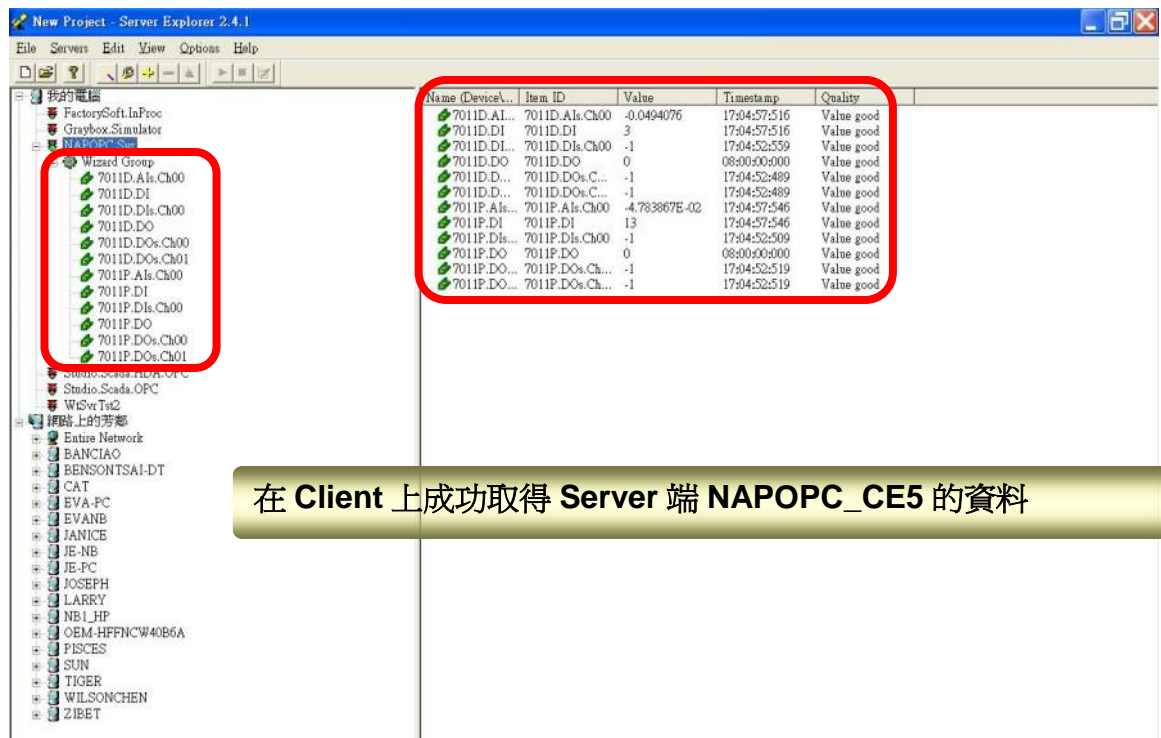 New Project - Server Explorer 2.4.1
File Servers Edit View Options Help
我的電腦
FactorySoft.InProc
Graybox.Simulator
NAPOPC.Svr
Wizard Group
7011D.AIs.Ch00
7011D.DI
7011D.DIs.Ch00
7011D.DO
7011D.DOs.Ch00
7011D.DOs.Ch01
7011P.AIs.Ch00
7011P.DI
7011P.DIs.Ch00
7011P.DO
7011P.DOs.Ch00
7011P.DOs.Ch01
Studio.Scada.HDA.OPC
Studio.Scada.OPC
WtSvrTst2
網路上的芳鄰
Entire Network
BANCIAO
BENSONTSAI-DT
CAT
EVA-PC
EVANB
JANICE
JE-NB
JE-PC
JOSEPH
LARRY
NB1_HP
OEM-HFFNCW40B6A
PISCES
SUN
TIGER
WILSONCHEN
ZIBET
Name (Device\... Item ID Value Timestamp Quality
7011D.AI... 7011D.AIs.Ch00 -0.0494076 17:04:57:516 Value good
7011D.DI 7011D.DI 3 17:04:57:516 Value good
7011D.DI... 7011D.DIs.Ch00 -1 17:04:52:559 Value good
7011D.DO 7011D.DO 0 08:00:00:000 Value good
7011D.D... 7011D.DOs.C... -1 17:04:52:489 Value good
7011D.D... 7011D.DOs.C... -1 17:04:52:489 Value good
7011P.AIs... 7011P.AIs.Ch00 -4.783867E-02 17:04:57:546 Value good
7011P.DI 7011P.DI 13 17:04:57:546 Value good
7011P.DIs... 7011P.DIs.Ch00 -1 17:04:52:509 Value good
7011P.DO 7011P.DO 0 08:00:00:000 Value good
7011P.DO... 7011P.DOs.Ch... -1 17:04:52:519 Value good
7011P.DO... 7011P.DOs.Ch... -1 17:04:52:519 Value good
在 Client 上成功取得 Server 端 NAPOPC_CE5 的資料